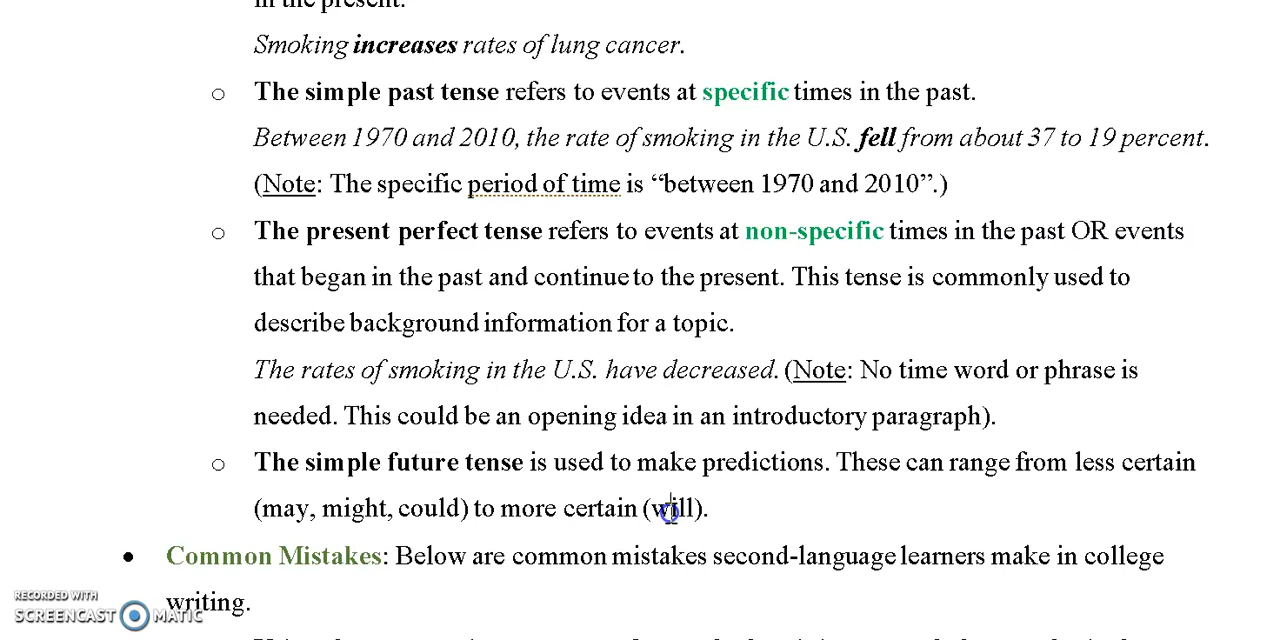 in the present.
Smoking increases rates of lung cancer.
o The simple past tense refers to events at specific times in the past.
Between 1970 and 2010, the rate of smoking in the U.S. fell from about 37 to 19 percent.
(Note: The specific period of time is “between 1970 and 2010”.)
o The present perfect tense refers to events at non-specific times in the past OR events
that began in the past and continue to the present. This tense is commonly used to
describe background information for a topic.
The rates of smoking in the U.S. have decreased. (Note: No time word or phrase is
needed. This could be an opening idea in an introductory paragraph).
o The simple future tense is used to make predictions. These can range from less certain
(may, might, could) to more certain (will).
• Common Mistakes: Below are common mistakes second-language learners make in college
writing.
RECORDED WITH
SCREENCAST MATIC